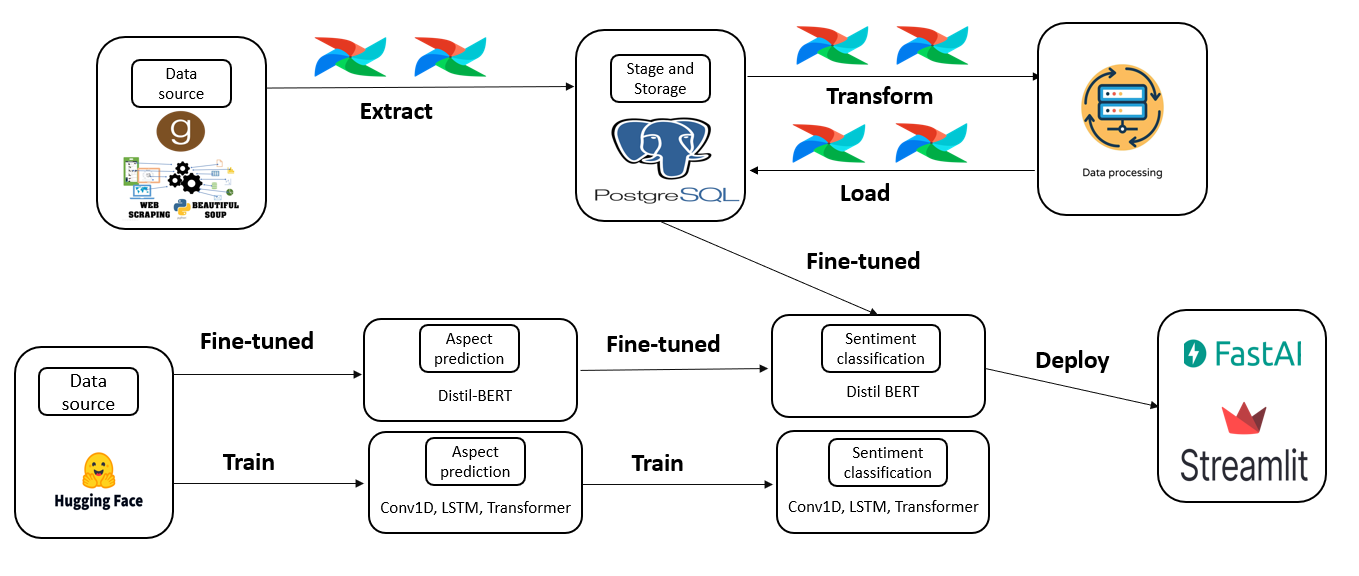 Data
source
g
WEB
SCRAPING
BEAUTIFUL
SOUP
Extract
Stage and
Storage
PostgreSQL
Transform
Load
Data processing
Fine-tuned
Data
source
Hugging Face
Fine-tuned
Aspect
prediction
Distil-BERT
Fine-tuned
Sentiment
classification
Distil BERT
Deploy
FastAI
Streamlit
Train
Aspect
prediction
Conv1D, LSTM, Transformer
Train
Sentiment
classification
Conv1D, LSTM, Transformer